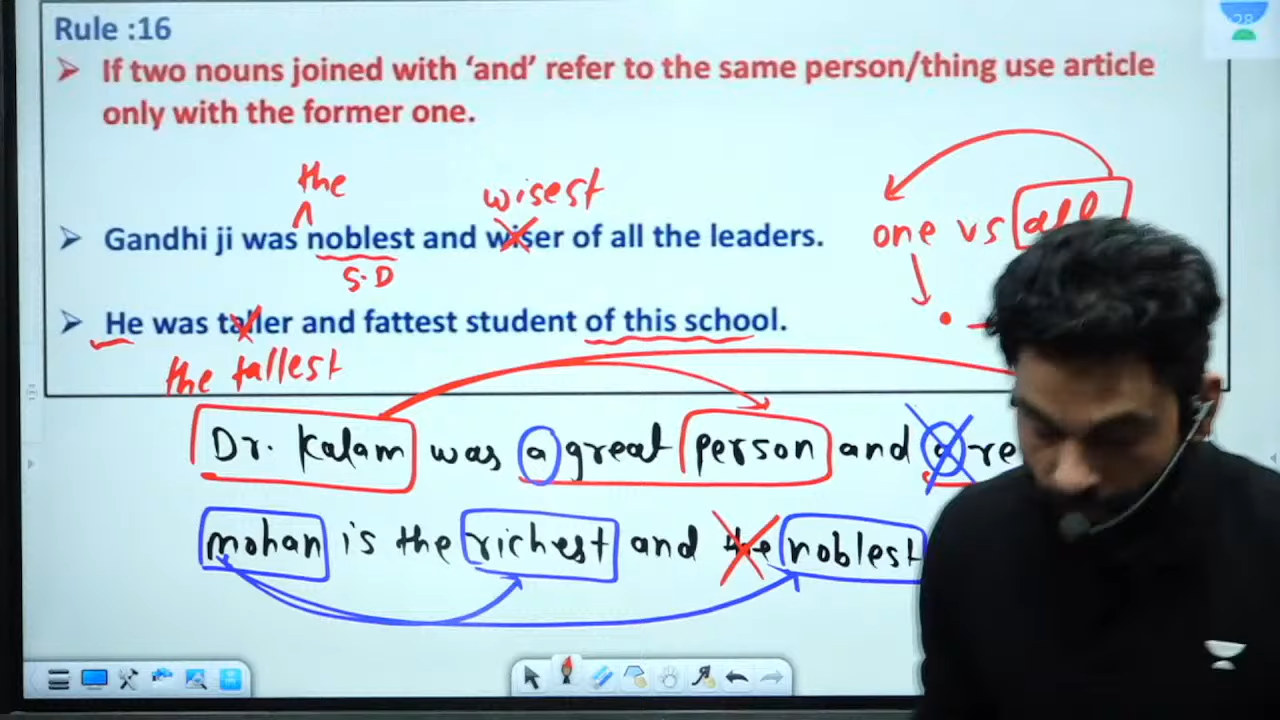 28
Rule :16
➤ If two nouns joined with ‘and’ refer to the same person/thing use article
only with the former one.
the
wisest
➤ Gandhi ji was noblest and wiser of all the leaders.
one vs all
S.D
➤ He was taller and fattest student of this school.
the tallest
Dr. Kalam was a great person and a re
mohan is the richest and the noblest